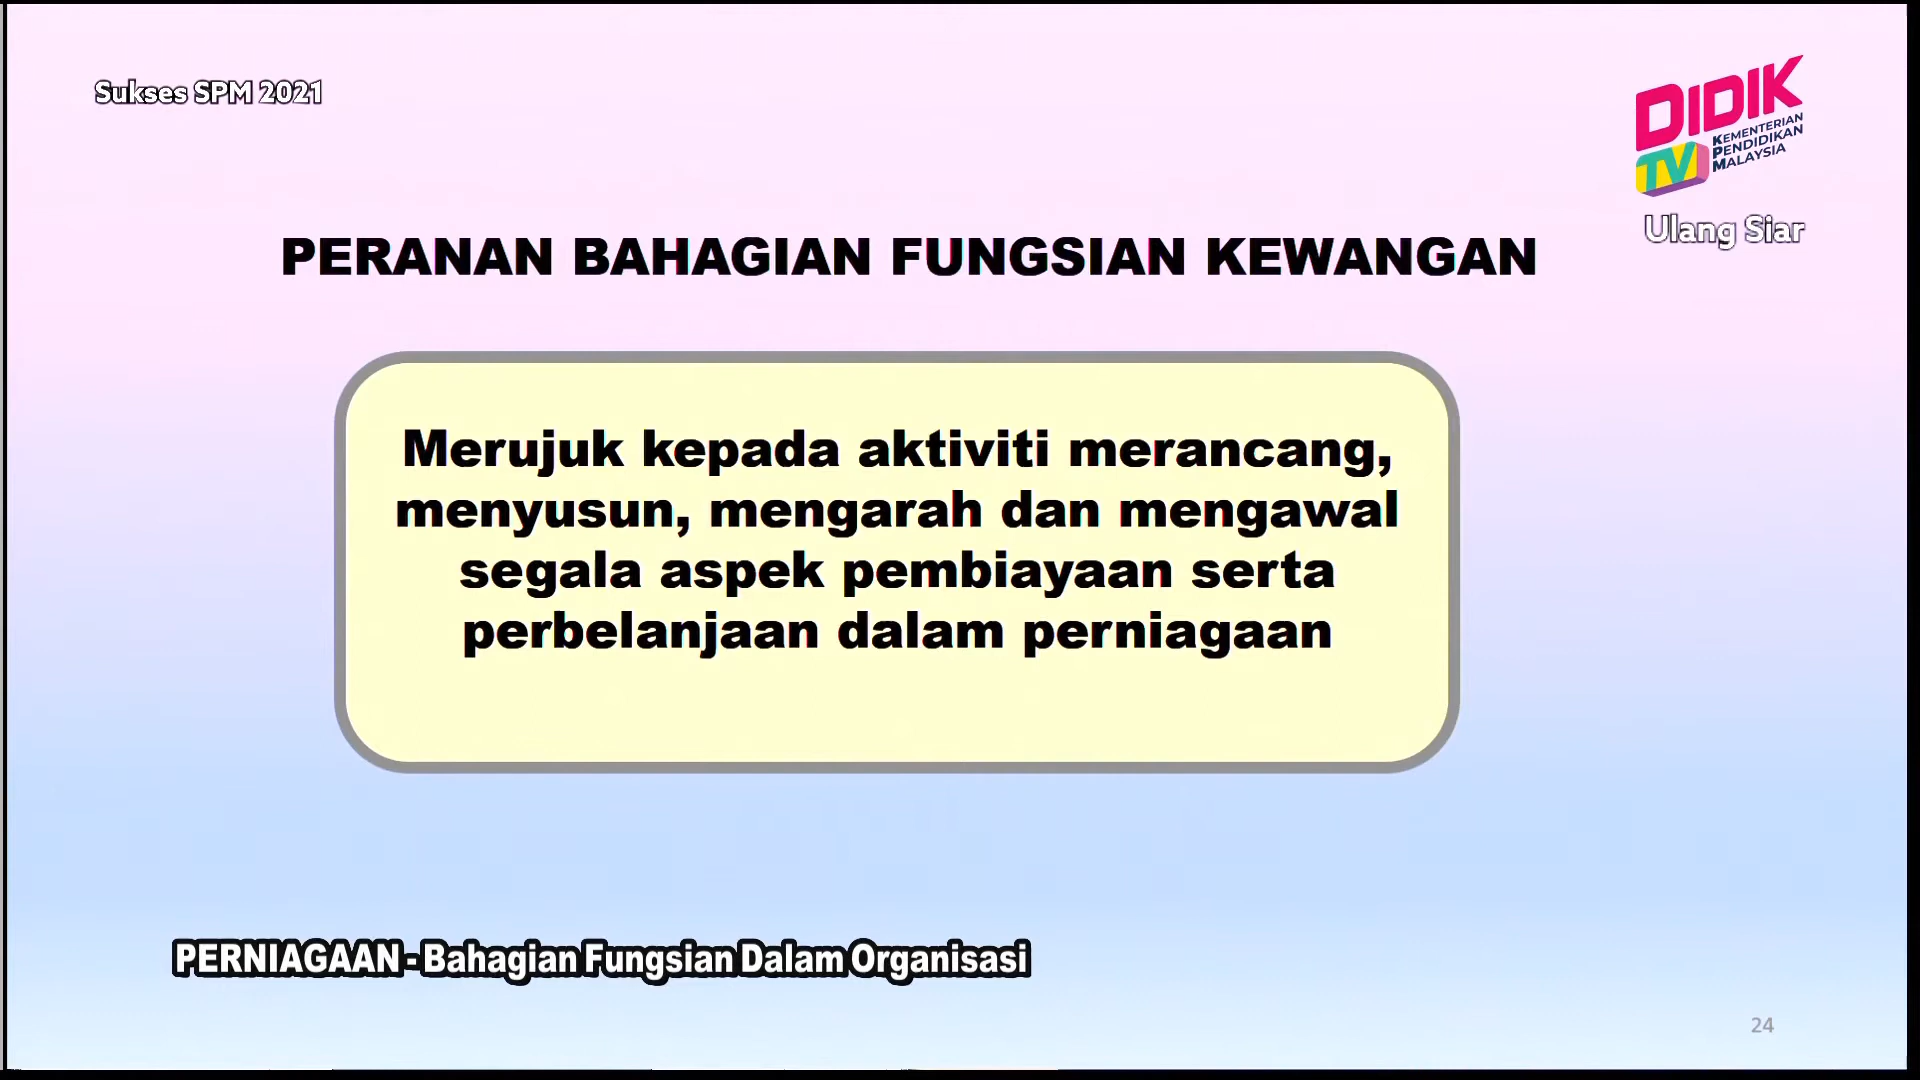 Sukses SPM 2021
DIDIK
TV
KEMENTERIAN
PENDIDIKAN
MALAYSIA
Ulang Siar
PERANAN BAHAGIAN FUNGSIAN KEWANGAN
Merujuk kepada aktiviti merancang,
menyusun, mengarah dan mengawal
segala aspek pembiayaan serta
perbelanjaan dalam perniagaan
PERNIAGAAN - Bahagian Fungsian Dalam Organisasi
24